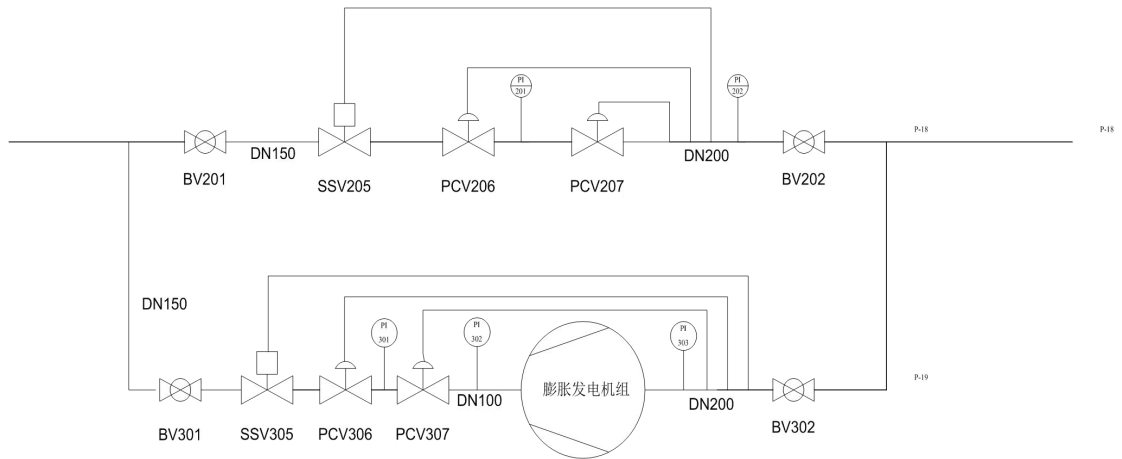 PI
201
PI
202
P-18
P-18
DN150
DN200
BV201
SSV205
PCV206
PCV207
BV202
DN150
PI
301
PI
302
PI
303
P-19
膨胀发电机组
DN100
DN200
BV301
SSV305
PCV306
PCV307
BV302